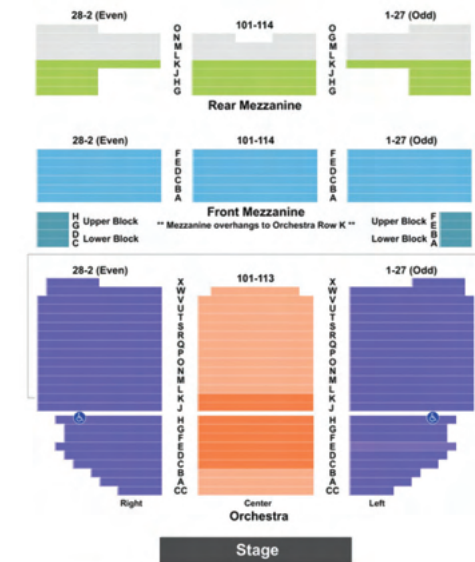 28-2 (Even) 101-114 1-27 (Odd)
O O
N G
M M
L L
K K
J J
H H
G G
Rear Mezzanine
28-2 (Even) 101-114 1-27 (Odd)
F F
E E
D D
C C
B B
A A
Front Mezzanine
** Mezzanine overhangs to Orchestra Row K **
H Upper Block Upper Block F
G E
D Lower Block Lower Block B
C A
28-2 (Even) 101-113 1-27 (Odd)
X X
W W
V V
U U
T T
S S
R R
Q Q
P P
O O
N N
M M
L L
K K
J J
H H
G G
F F
E E
D D
C C
B B
A A
CC CC
Right Center Left
Orchestra
Stage